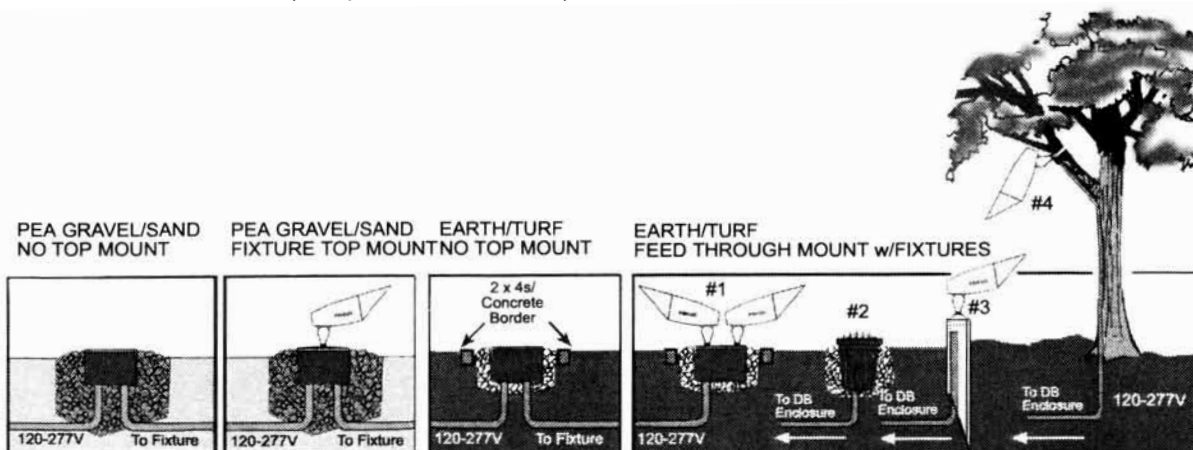 PEA GRAVEL/SAND
NO TOP MOUNT
PEA GRAVEL/SAND
FIXTURE TOP MOUNT
EARTH/TURF
NO TOP MOUNT
EARTH/TURF
FEED THROUGH MOUNT w/FIXTURES
120-277V
To Fixture
120-277V
To Fixture
2 x 4s/
Concrete
Border
120-277V
To Fixture
#1
#2
#3
#4
120-277V
To DB
Enclosure
To DB
Enclosure
To DB
Enclosure
120-277V